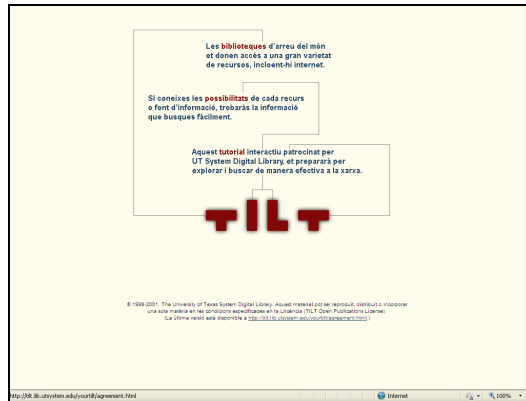 Les biblioteques d'arreu del món
et donen accès a una gran varietat
de recursos, incloent-hi internet.
Si coneixes les possibilitats de cada recurs
o font d'informació, trobaràs la informació
que busques fàcilment.
Aquest tutorial interactiu patrocinat per
UT System Digital Library, et prepararà per
explorar i buscar de manera efectiva a la xarxa.
TILT
© 1998-2001. The University of Texas System Digital Library. Aquest material pot ser reproduït, distribuït o incorporar
una sola matèria en les condicions especificades en la Llicència (TILT Open Publications License).
(La última versió està disponible a http://tilt.lib.utsystem.edu/yourtilt/agreement.html.)
http://tilt.lib.utsystem.edu/yourtilt/agreement.html Internet 100%